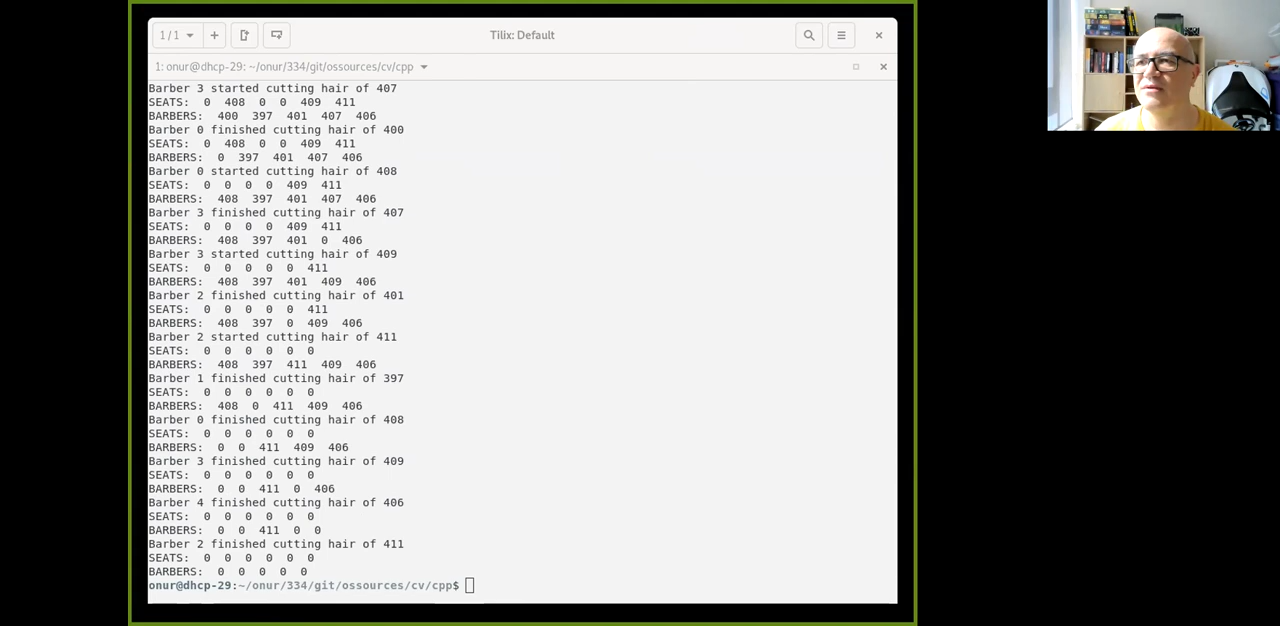 1 / 1
Tilix: Default
1: onur@dhcp-29: ~/onur/334/git/ossources/cv/cpp
Barber 3 started cutting hair of 407
SEATS: 0 408 0 0 409 411
BARBERS: 400 397 401 407 406
Barber 0 finished cutting hair of 400
SEATS: 0 408 0 0 409 411
BARBERS: 0 397 401 407 406
Barber 0 started cutting hair of 408
SEATS: 0 0 0 0 409 411
BARBERS: 408 397 401 407 406
Barber 3 finished cutting hair of 407
SEATS: 0 0 0 0 409 411
BARBERS: 408 397 401 0 406
Barber 3 started cutting hair of 409
SEATS: 0 0 0 0 0 411
BARBERS: 408 397 401 409 406
Barber 2 finished cutting hair of 401
SEATS: 0 0 0 0 0 411
BARBERS: 408 397 0 409 406
Barber 2 started cutting hair of 411
SEATS: 0 0 0 0 0 0
BARBERS: 408 397 411 409 406
Barber 1 finished cutting hair of 397
SEATS: 0 0 0 0 0 0
BARBERS: 408 0 411 409 406
Barber 0 finished cutting hair of 408
SEATS: 0 0 0 0 0 0
BARBERS: 0 0 411 409 406
Barber 3 finished cutting hair of 409
SEATS: 0 0 0 0 0 0
BARBERS: 0 0 411 0 406
Barber 4 finished cutting hair of 406
SEATS: 0 0 0 0 0 0
BARBERS: 0 0 411 0 0
Barber 2 finished cutting hair of 411
SEATS: 0 0 0 0 0 0
BARBERS: 0 0 0 0 0
onur@dhcp-29:~/onur/334/git/ossources/cv/cpp$